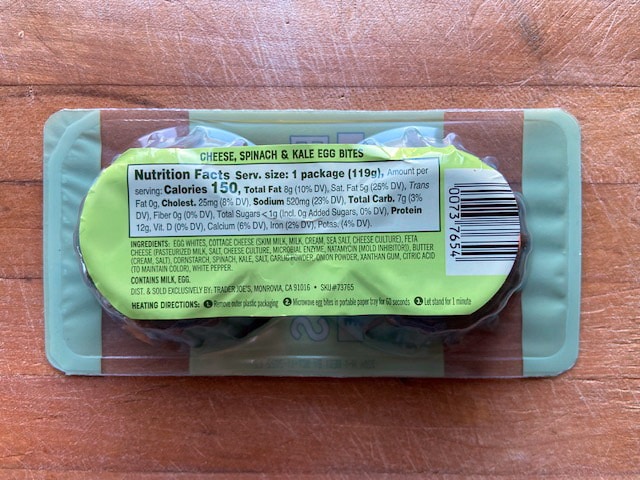 CHEESE, SPINACH & KALE EGG BITES
Nutrition Facts Serv. size: 1 package (119g), Amount per
serving: Calories 150, Total Fat 8g (10% DV), Sat. Fat 5g (25% DV), Trans
Fat 0g, Cholest. 25mg (8% DV), Sodium 520mg (23% DV), Total Carb. 7g (3%
DV), Fiber 0g (0% DV), Total Sugars <1g (Incl. 0g Added Sugars, 0% DV), Protein
12g, Vit. D (0% DV), Calcium (6% DV), Iron (2% DV), Potas. (4% DV).
INGREDIENTS: EGG WHITES, COTTAGE CHEESE (SKIM MILK, MILK, CREAM, SEA SALT, CHEESE CULTURE), FETA
CHEESE (PASTEURIZED MILK, SALT, CHEESE CULTURE, MICROBIAL ENZYME, NATAMYCIN [MOLD INHIBITOR]), BUTTER
(CREAM, SALT), CORNSTARCH, SPINACH, KALE, SALT, GARLIC POWDER, ONION POWDER, XANTHAN GUM, CITRIC ACID
(TO MAINTAIN COLOR), WHITE PEPPER.
CONTAINS MILK, EGG.
DIST. & SOLD EXCLUSIVELY BY: TRADER JOE'S, MONROVIA, CA 91016 • SKU#73765
HEATING DIRECTIONS: 1. Remove outer plastic packaging 2. Microwave egg bites in portable paper tray for 60 seconds 3. Let stand for 1 minute
00737654